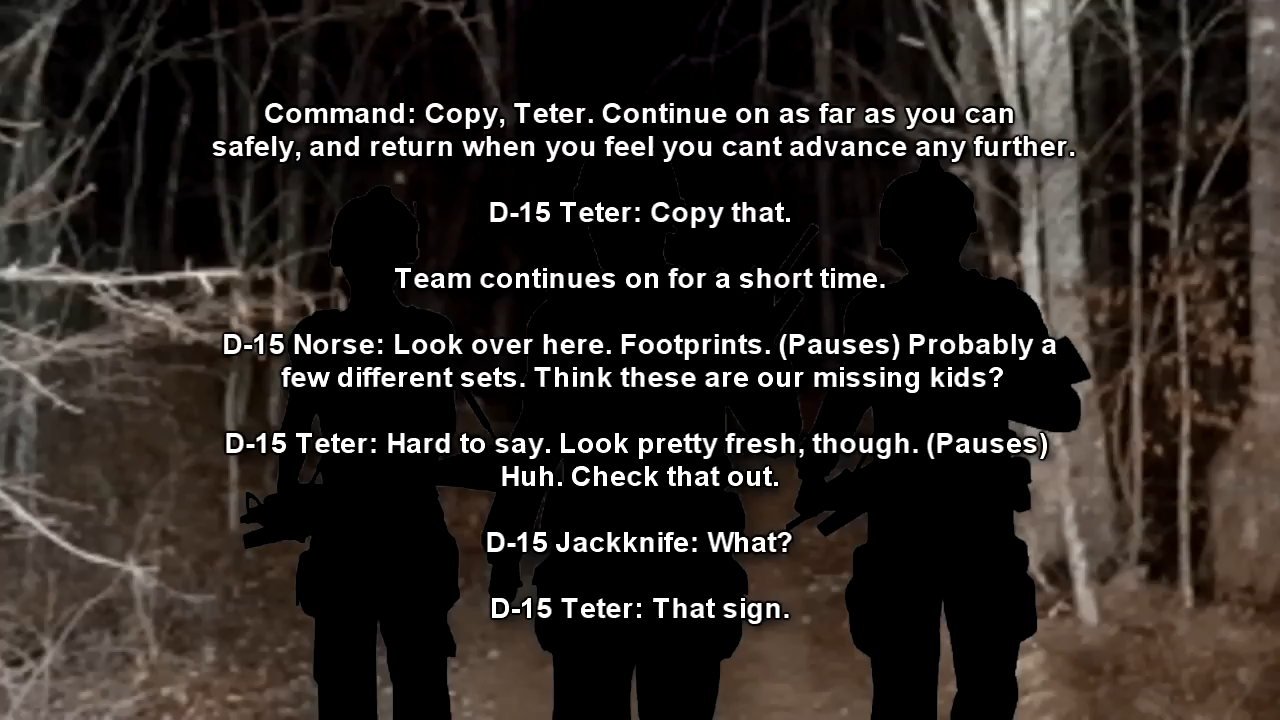 Command: Copy, Teter. Continue on as far as you can
safely, and return when you feel you cant advance any further.
D-15 Teter: Copy that.
Team continues on for a short time.
D-15 Norse: Look over here. Footprints. (Pauses) Probably a
few different sets. Think these are our missing kids?
D-15 Teter: Hard to say. Look pretty fresh, though. (Pauses)
Huh. Check that out.
D-15 Jackknife: What?
D-15 Teter: That sign.